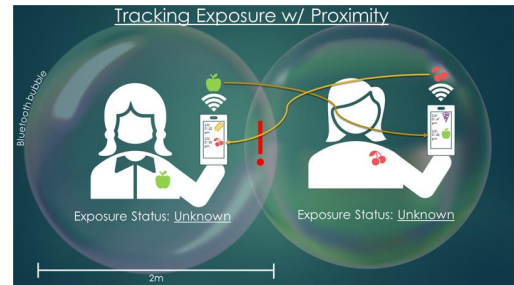 Tracking Exposure w/ Proximity
Bluetooth bubble
!
Exposure Status: Unknown
Exposure Status: Unknown
2m